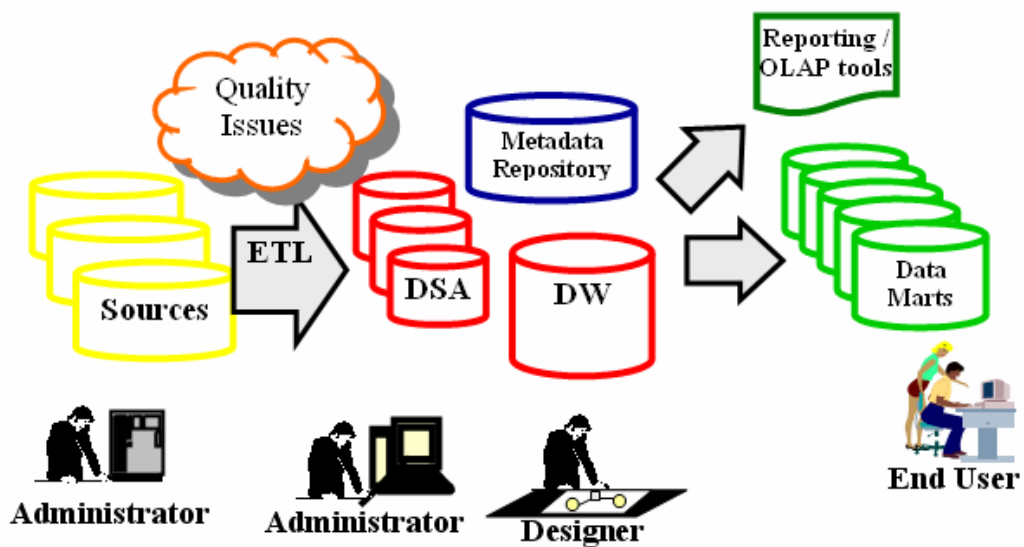 Quality
Issues
Reporting /
OLAP tools
Metadata
Repository
ETL
Sources
DSA
DW
Data
Marts
Administrator
Administrator
Designer
End User